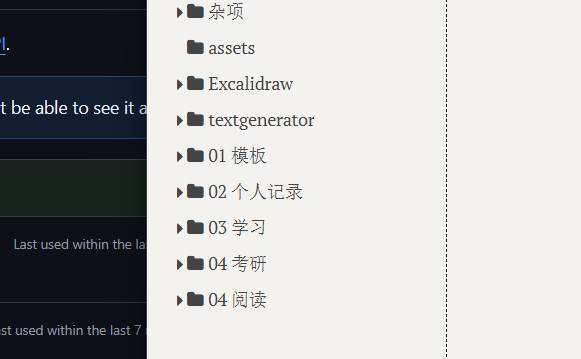 I.
t be able to see it a
Last used within the la
st used within the last 7
杂项
assets
Excalidraw
textgenerator
01 模板
02 个人记录
03 学习
04 考研
04 阅读